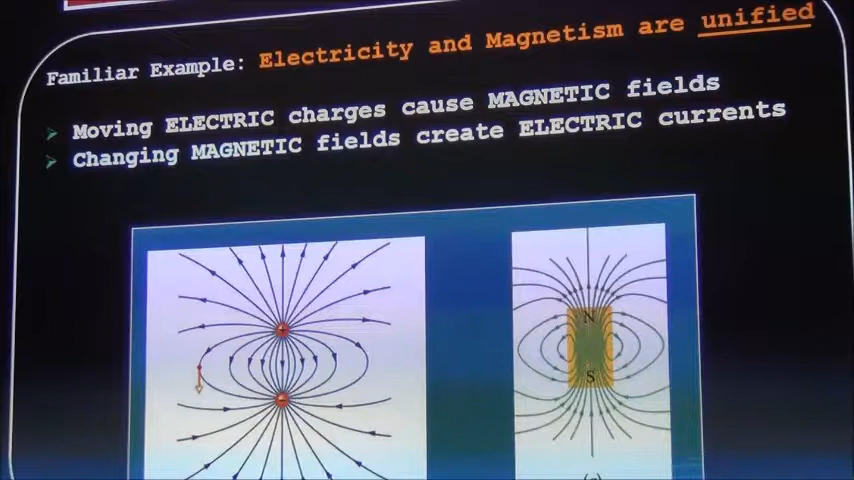 Familiar Example: Electricity and Magnetism are unified
Moving ELECTRIC charges cause MAGNETIC fields
Changing MAGNETIC fields create ELECTRIC currents
+
N
S
−